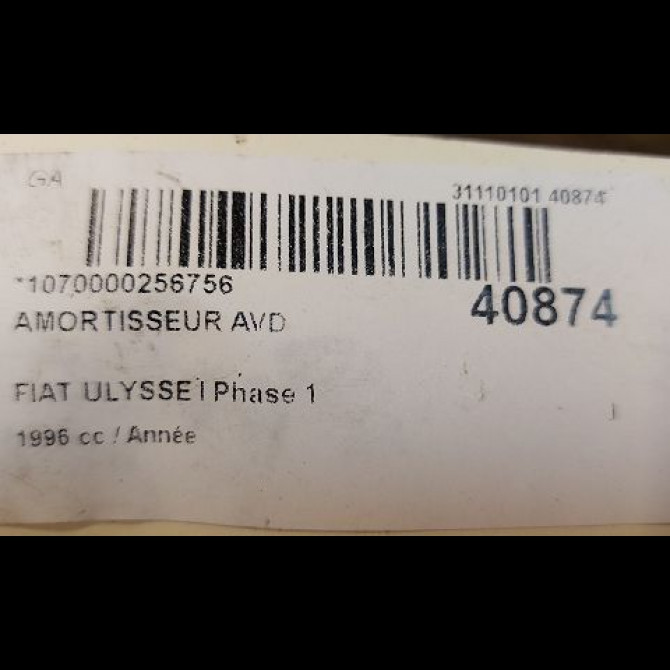 GA
31110101 40874
*1070000256756
40874
AMORTISSEUR AVD
FIAT ULYSSE I Phase 1
1996 cc / Année